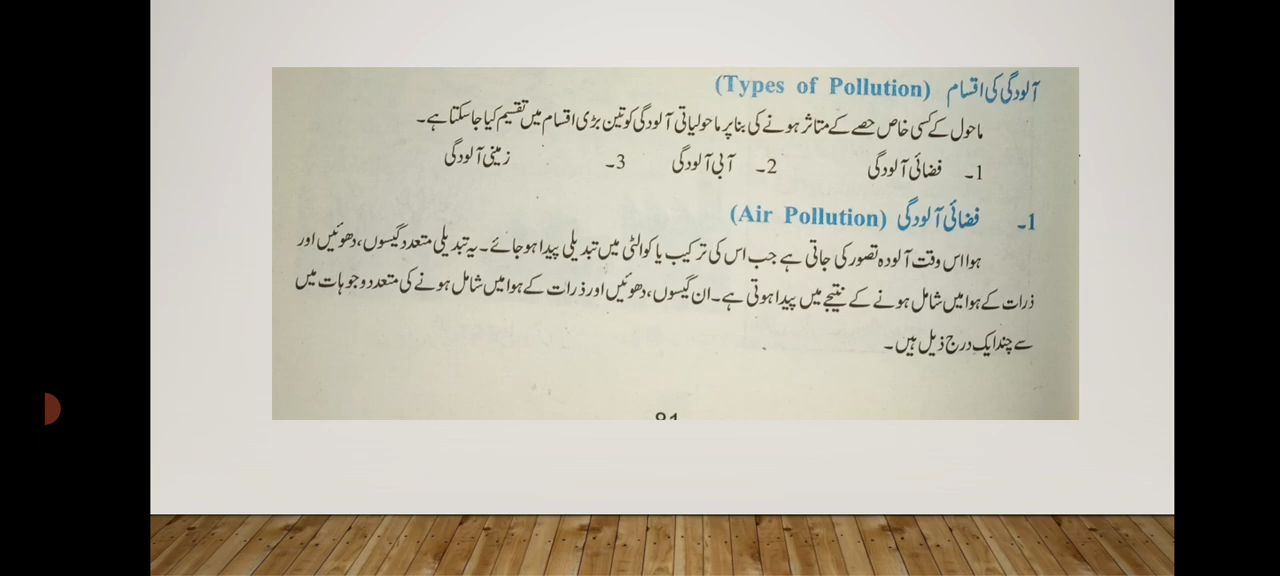 آلودگی کی اقسام (Types of Pollution)
ماحول کے کسی خاص حصے کے متاثر ہونے کی بنا پر ماحولیاتی آلودگی کو تین بڑی اقسام میں تقسیم کیا جا سکتا ہے۔
1۔ فضائی آلودگی 2۔ آبی آلودگی 3۔ زمینی آلودگی
1۔ فضائی آلودگی (Air Pollution)
ہوا اس وقت آلودہ تصور کی جاتی ہے جب اس کی ترکیب یا کوالٹی میں تبدیلی پیدا ہو جائے۔ یہ تبدیلی متعدد گیسوں، دھوئیں اور
ذرات کے ہوا میں شامل ہونے کے نتیجے میں پیدا ہوتی ہے۔ ان گیسوں، دھوئیں اور ذرات کے ہوا میں شامل ہونے کی متعدد وجوہات میں
سے چند ایک درج ذیل ہیں۔